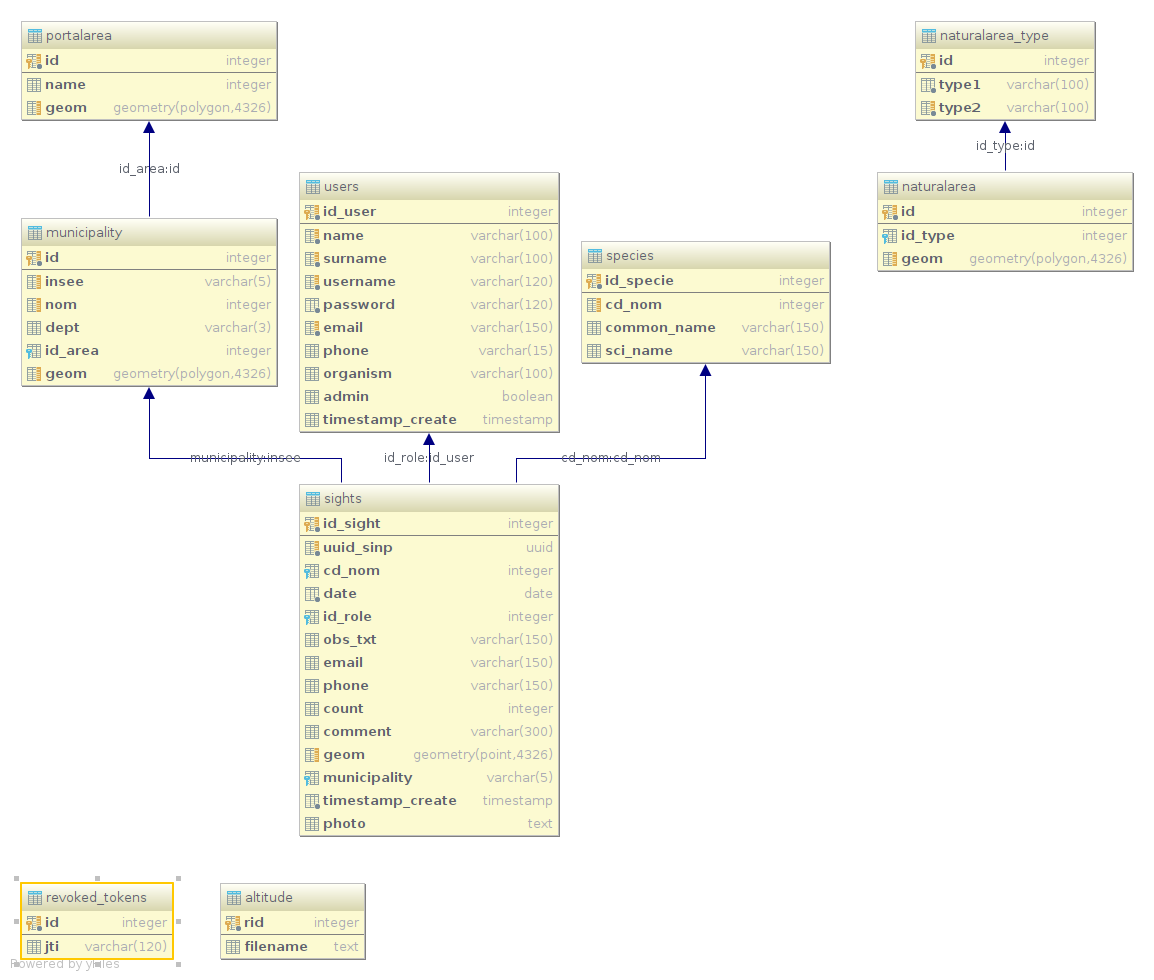 portalarea
id integer
name integer
geom geometry(polygon,4326)
id_area:id
municipality
id integer
insee varchar(5)
nom integer
dept varchar(3)
id_area integer
geom geometry(polygon,4326)
municipality:insee
users
id_user integer
name varchar(100)
surname varchar(100)
username varchar(120)
password varchar(120)
email varchar(150)
phone varchar(15)
organism varchar(100)
admin boolean
timestamp_create timestamp
id_role:id_user
species
id_specie integer
cd_nom integer
common_name varchar(150)
sci_name varchar(150)
cd_nom:cd_nom
naturalarea_type
id integer
type1 varchar(100)
type2 varchar(100)
id_type:id
naturalarea
id integer
id_type integer
geom geometry(polygon,4326)
sights
id_sight integer
uuid_sinp uuid
cd_nom integer
date date
id_role integer
obs_txt varchar(150)
email varchar(150)
phone varchar(150)
count integer
comment varchar(300)
geom geometry(point,4326)
municipality varchar(5)
timestamp_create timestamp
photo text
revoked_tokens
id integer
jti varchar(120)
altitude
rid integer
filename text
Powered by yFiles